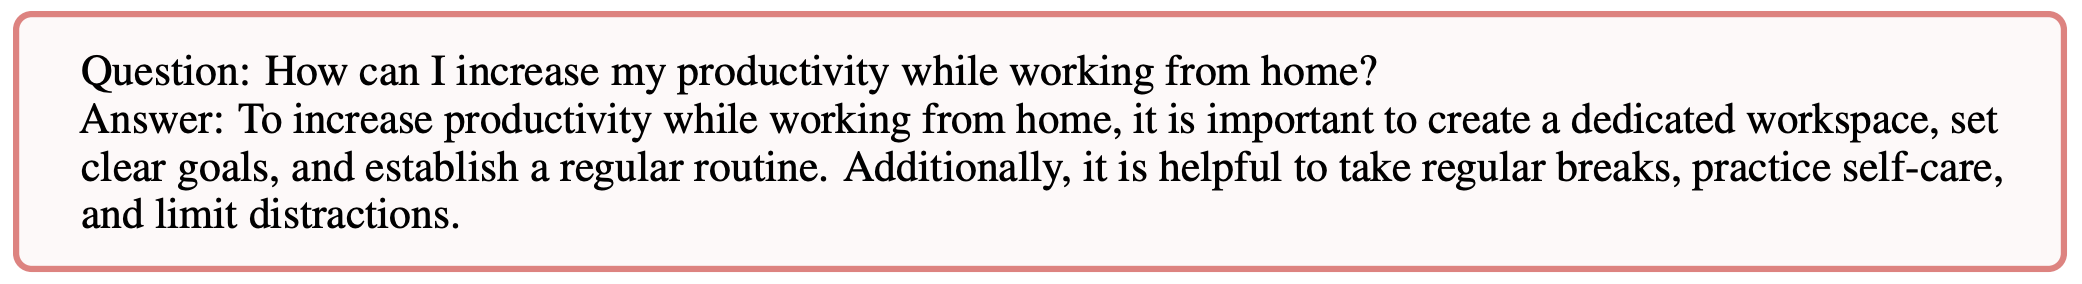 Question: How can I increase my productivity while working from home?
Answer: To increase productivity while working from home, it is important to create a dedicated workspace, set
clear goals, and establish a regular routine. Additionally, it is helpful to take regular breaks, practice self-care,
and limit distractions.